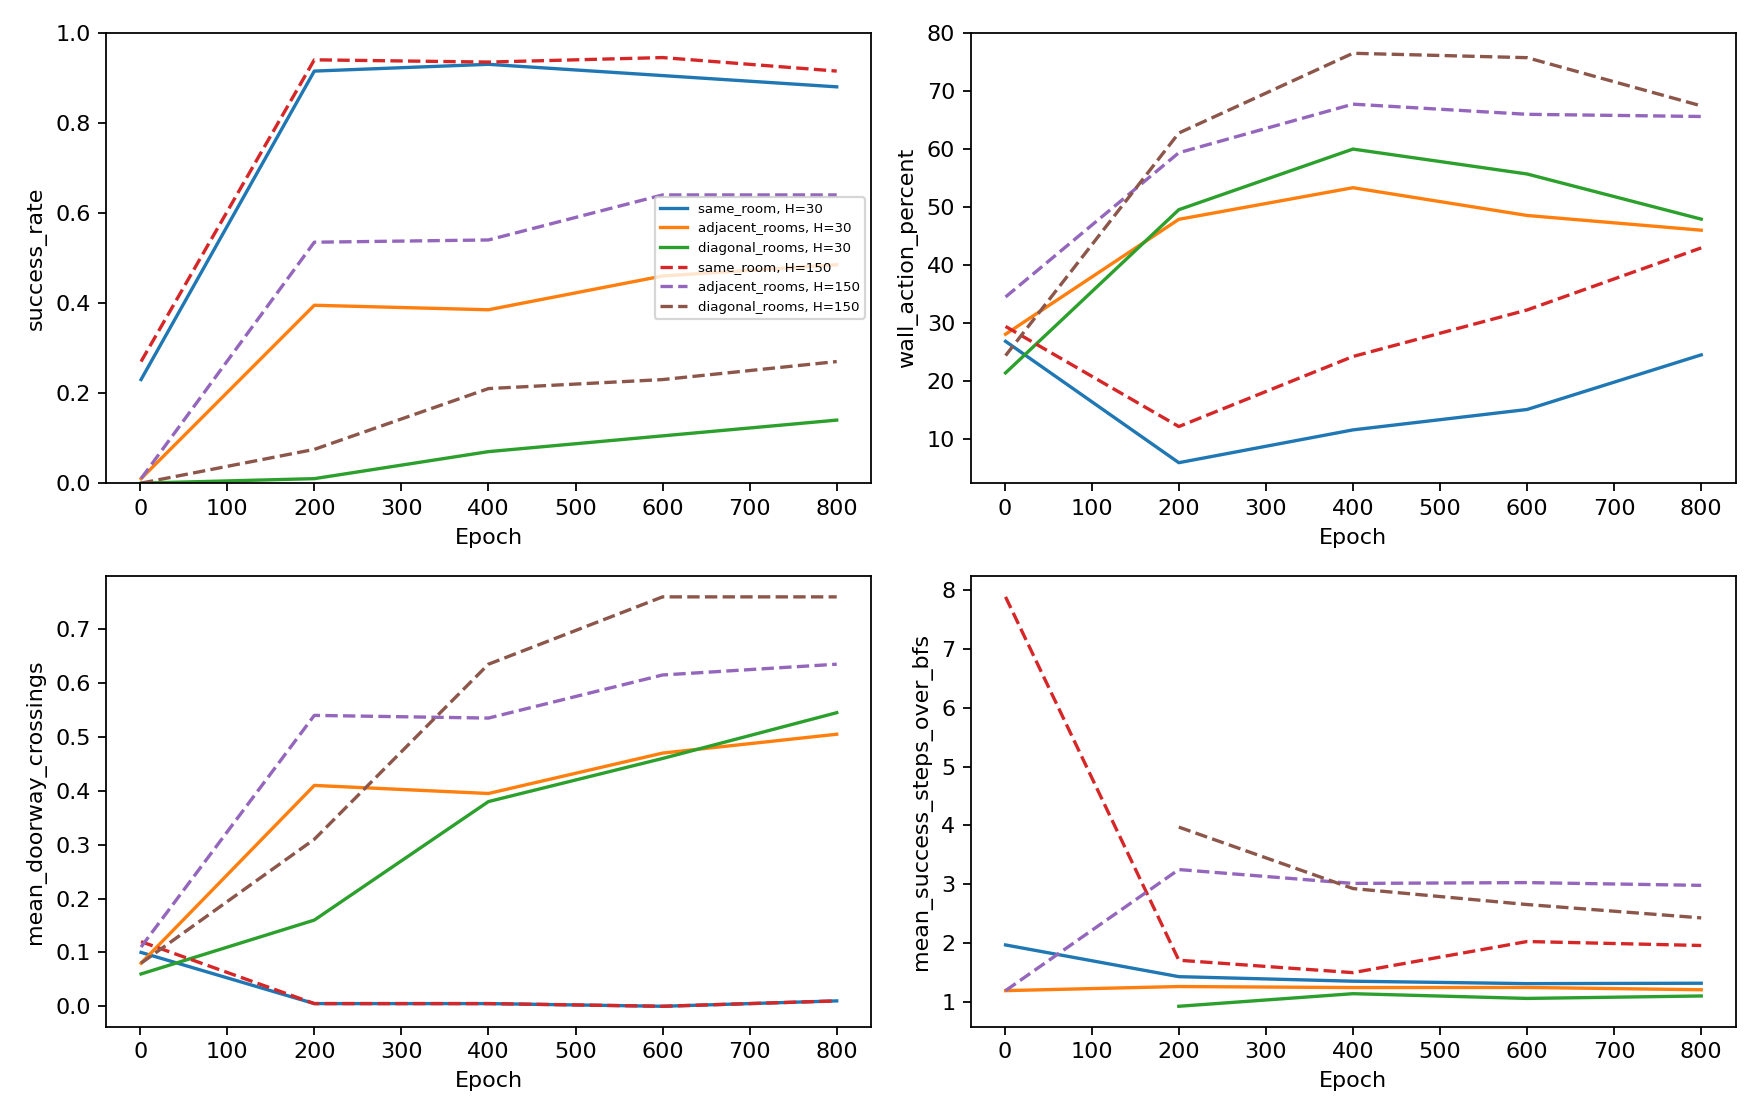 1.0
0.8
0.6
0.4
0.2
0.0
success_rate
0 100 200 300 400 500 600 700 800
Epoch
same_room, H=30
adjacent_rooms, H=30
diagonal_rooms, H=30
same_room, H=150
adjacent_rooms, H=150
diagonal_rooms, H=150
80
70
60
50
40
30
20
10
wall_action_percent
0 100 200 300 400 500 600 700 800
Epoch
0.7
0.6
0.5
0.4
0.3
0.2
0.1
0.0
mean_doorway_crossings
0 100 200 300 400 500 600 700 800
Epoch
8
7
6
5
4
3
2
1
mean_success_steps_over_bfs
0 100 200 300 400 500 600 700 800
Epoch